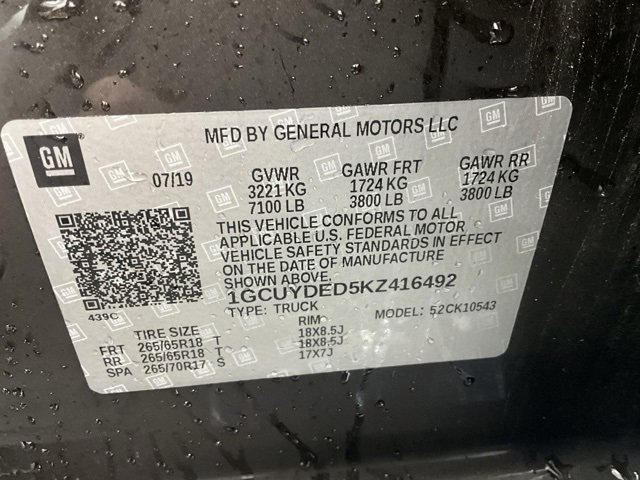 GM
MFD BY GENERAL MOTORS LLC
07/19
GVWR GAWR FRT GAWR RR
3221 KG 1724 KG 1724 KG
7100 LB 3800 LB 3800 LB
THIS VEHICLE CONFORMS TO ALL
APPLICABLE U.S. FEDERAL MOTOR
VEHICLE SAFETY STANDARDS IN EFFECT
ON THE DATE OF MANUFACTURE
SHOWN ABOVE.
1GCUYDED5KZ416492
439C
TYPE: TRUCK MODEL: 52CK10543
TIRE SIZE RIM
FRT 265/65R18 T 18X8.5J
RR 265/65R18 T 18X8.5J
SPA 265/70R17 S 17X7J